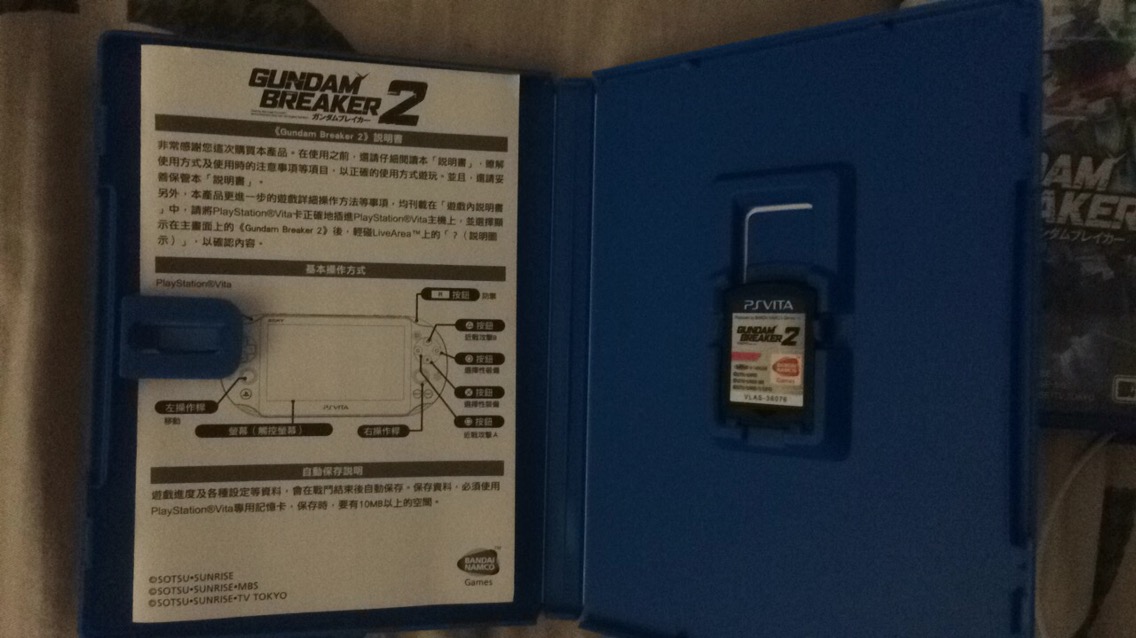 GUNDAM
BREAKER 2
ガンダムブレイカー
《Gundam Breaker 2》説明書
非常感謝您這次購買本產品。在使用之前，還請仔細閱讀本「說明書」，瞭解
使用方式及使用時的注意事項等項目，以正確的使用方式遊玩。並且，還請妥
善保管本「說明書」。
另外，本產品更進一步的遊戲詳細操作方法等事項，均刊載在「遊戲內說明書
」中，請將PlayStation®Vita卡正確地插進PlayStation®Vita主機上，並選擇顯
示在主畫面上的《Gundam Breaker 2》後，輕碰LiveArea™上的「？（說明圖
示）」，以確認內容。
基本操作方式
PlayStation®Vita
R 按鈕 防禦
SONY
按鈕
近戰攻擊B
按鈕
選擇性裝備
按鈕
選擇性裝備
按鈕
近戰攻擊A
PSVITA
左操作桿
移動
螢幕（觸控螢幕）
右操作桿
自動保存說明
遊戲進度及各種設定等資料，會在戰鬥結束後自動保存。保存資料，必須使用
PlayStation®Vita專用記憶卡，保存時，要有10MB以上的空間。
BANDAI
NAMCO
Games
©SOTSU•SUNRISE
©SOTSU•SUNRISE•MBS
©SOTSU•SUNRISE•TV TOKYO
PSVITA
GUNDAM
BREAKER 2
BANDAI
NAMCO
Games
VLAS-38078
DAM
AKER
ンダムブレイカー